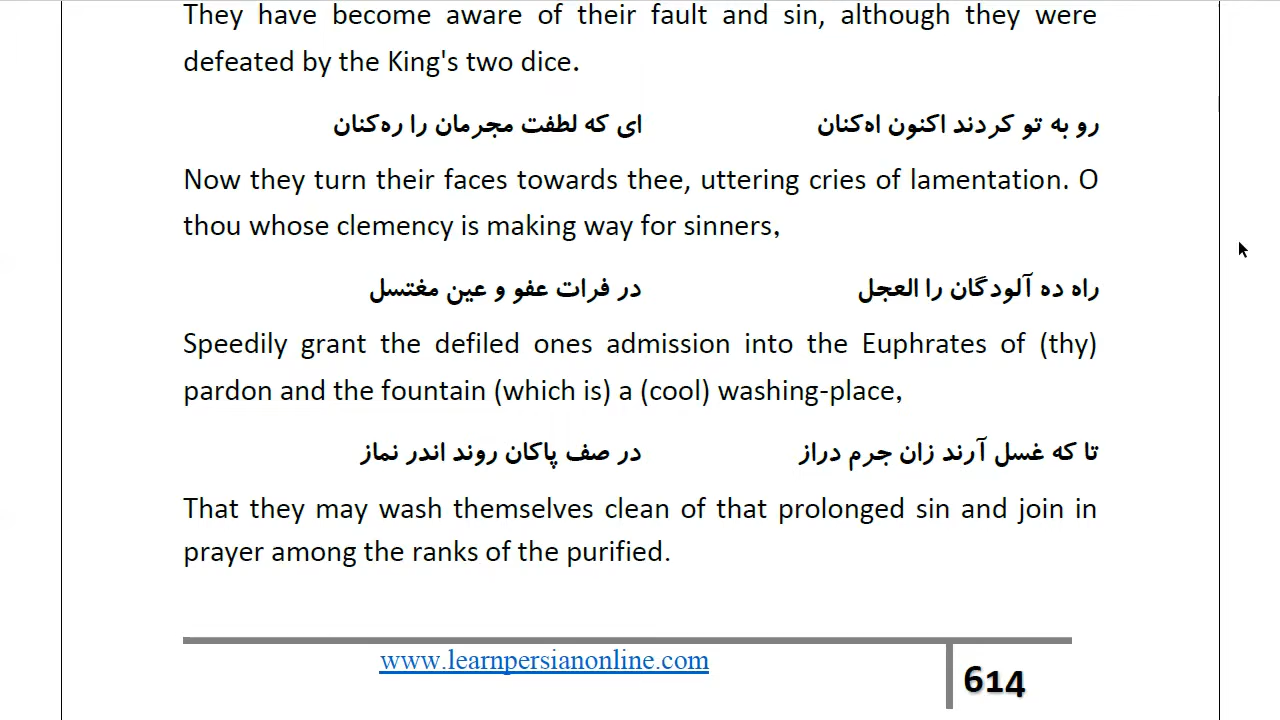 They have become aware of their fault and sin, although they were
defeated by the King's two dice.
رو به تو کردند اکنون اه‌کنان ای که لطفت مجرمان را ره‌کنان
Now they turn their faces towards thee, uttering cries of lamentation. O
thou whose clemency is making way for sinners,
راه ده آلودگان را العجل در فرات عفو و عین مغتسل
Speedily grant the defiled ones admission into the Euphrates of (thy)
pardon and the fountain (which is) a (cool) washing-place,
تا که غسل آرند زان جرم دراز در صف پاکان روند اندر نماز
That they may wash themselves clean of that prolonged sin and join in
prayer among the ranks of the purified.
www.learnpersianonline.com
614